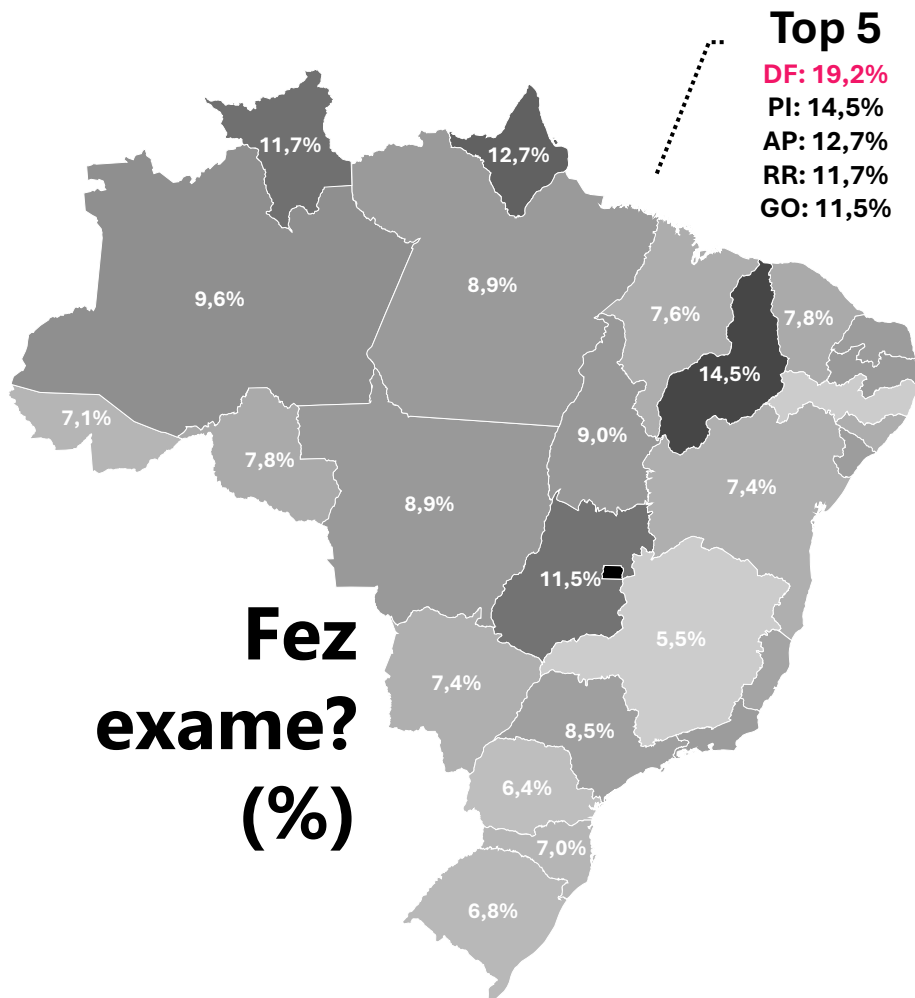 Top 5
DF: 19,2%
PI: 14,5%
AP: 12,7%
RR: 11,7%
GO: 11,5%
11,7%
12,7%
9,6%
8,9%
7,6%
7,8%
14,5%
7,1%
9,0%
7,8%
7,4%
8,9%
11,5%
5,5%
Fez
exame?
(%)
7,4%
8,5%
6,4%
7,0%
6,8%